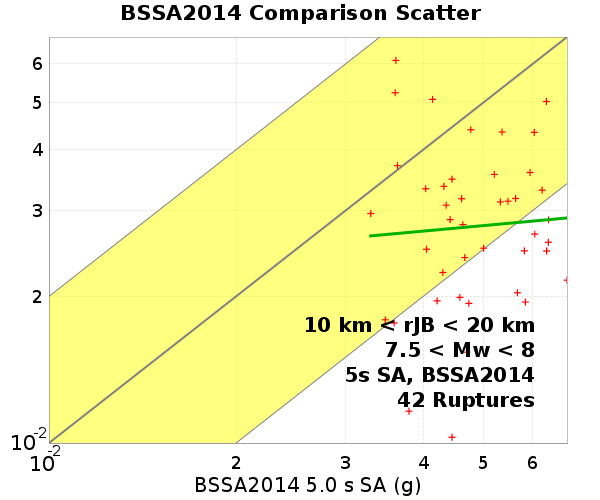 BSSA2014 Comparison Scatter
6
5
4
3
2
10⁻²
10 km < rJB < 20 km
7.5 < Mw < 8
5s SA, BSSA2014
42 Ruptures
10⁻² 2 3 4 5 6
BSSA2014 5.0 s SA (g)